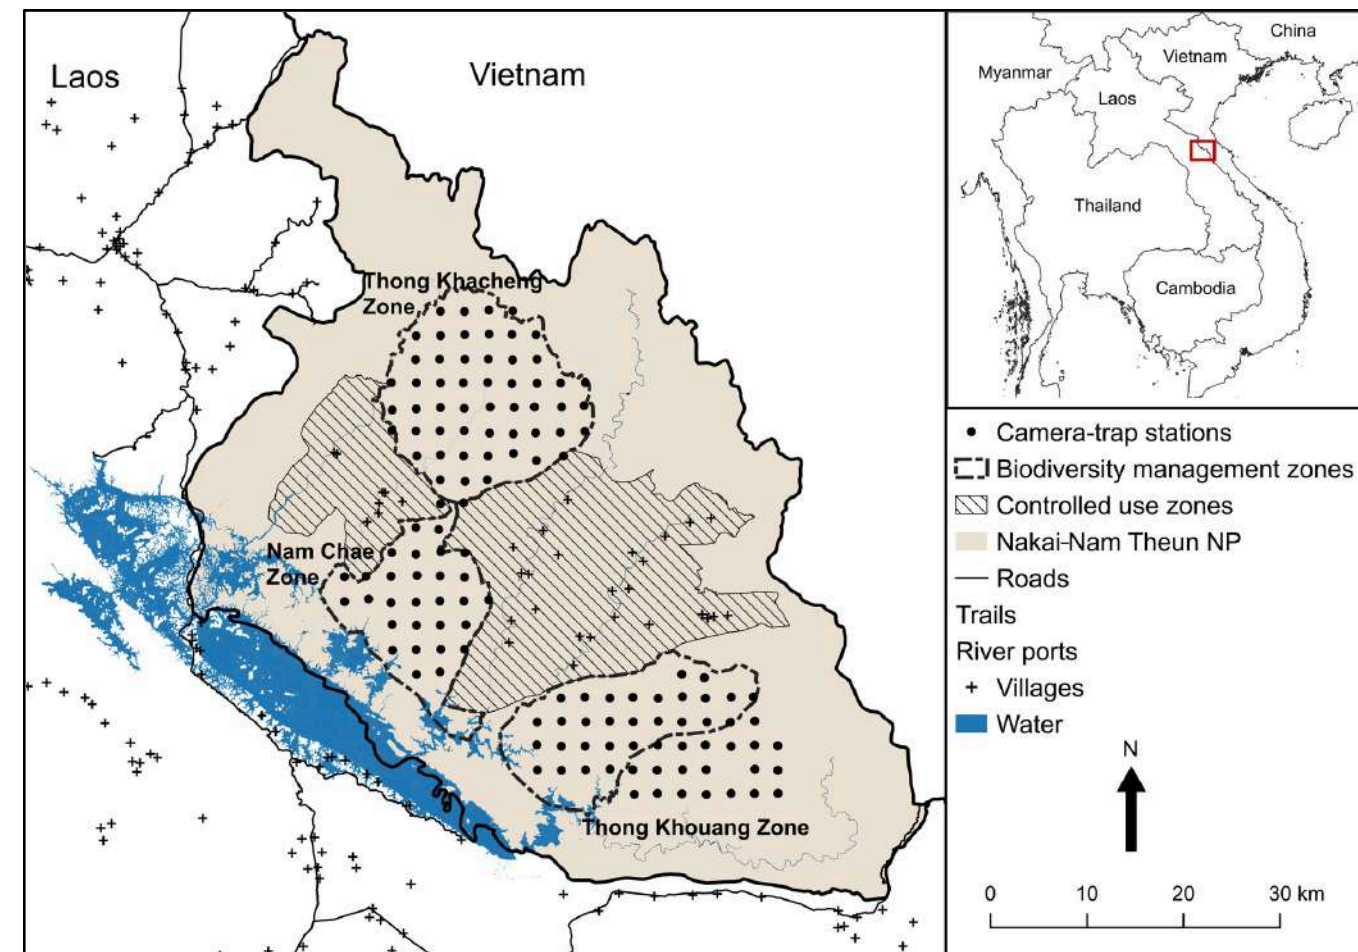 Laos
Vietnam
Thong Khacheng
Zone
Nam Chae
Zone
Thong Khouang Zone
China
Vietnam
Myanmar
Laos
Thailand
Cambodia
Camera-trap stations
Biodiversity management zones
Controlled use zones
Nakai-Nam Theun NP
Roads
Trails
River ports
Villages
Water
N
0 10 20 30 km